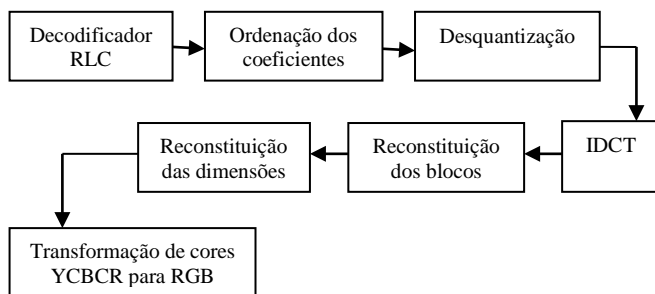 Decodificador
RLC
Ordenação dos
coeficientes
Desquantização
IDCT
Reconstituição
dos blocos
Reconstituição
das dimensões
Transformação de cores
YCBCR para RGB